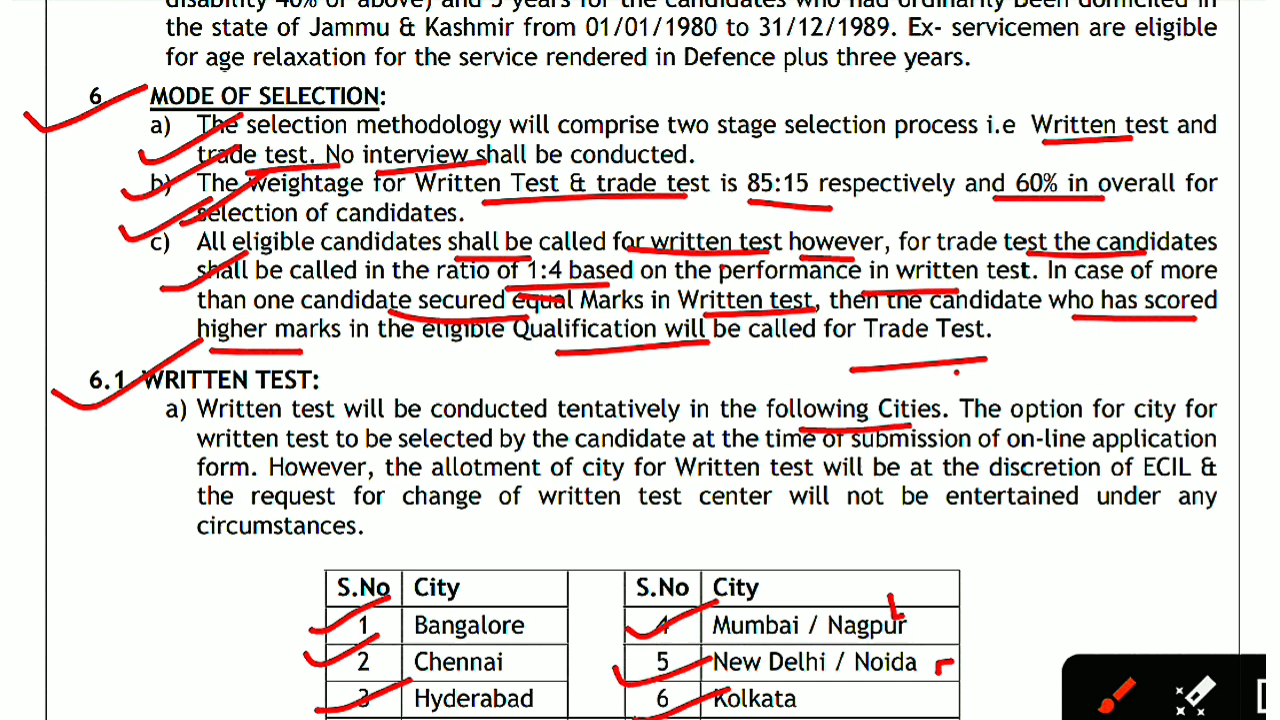 disability 40% or above) and 5 years for the candidates who had ordinarily been domiciled in
the state of Jammu & Kashmir from 01/01/1980 to 31/12/1989. Ex- servicemen are eligible
for age relaxation for the service rendered in Defence plus three years.
6 MODE OF SELECTION:
a) The selection methodology will comprise two stage selection process i.e Written test and
trade test. No interview shall be conducted.
b) The weightage for Written Test & trade test is 85:15 respectively and 60% in overall for
selection of candidates.
c) All eligible candidates shall be called for written test however, for trade test the candidates
shall be called in the ratio of 1:4 based on the performance in written test. In case of more
than one candidate secured equal Marks in Written test, then the candidate who has scored
higher marks in the eligible Qualification will be called for Trade Test.
6.1 WRITTEN TEST:
a) Written test will be conducted tentatively in the following Cities. The option for city for
written test to be selected by the candidate at the time of submission of on-line application
form. However, the allotment of city for Written test will be at the discretion of ECIL &
the request for change of written test center will not be entertained under any
circumstances.
S.No City S.No City
1 Bangalore 4 Mumbai / Nagpur
2 Chennai 5 New Delhi / Noida
3 Hyderabad 6 Kolkata